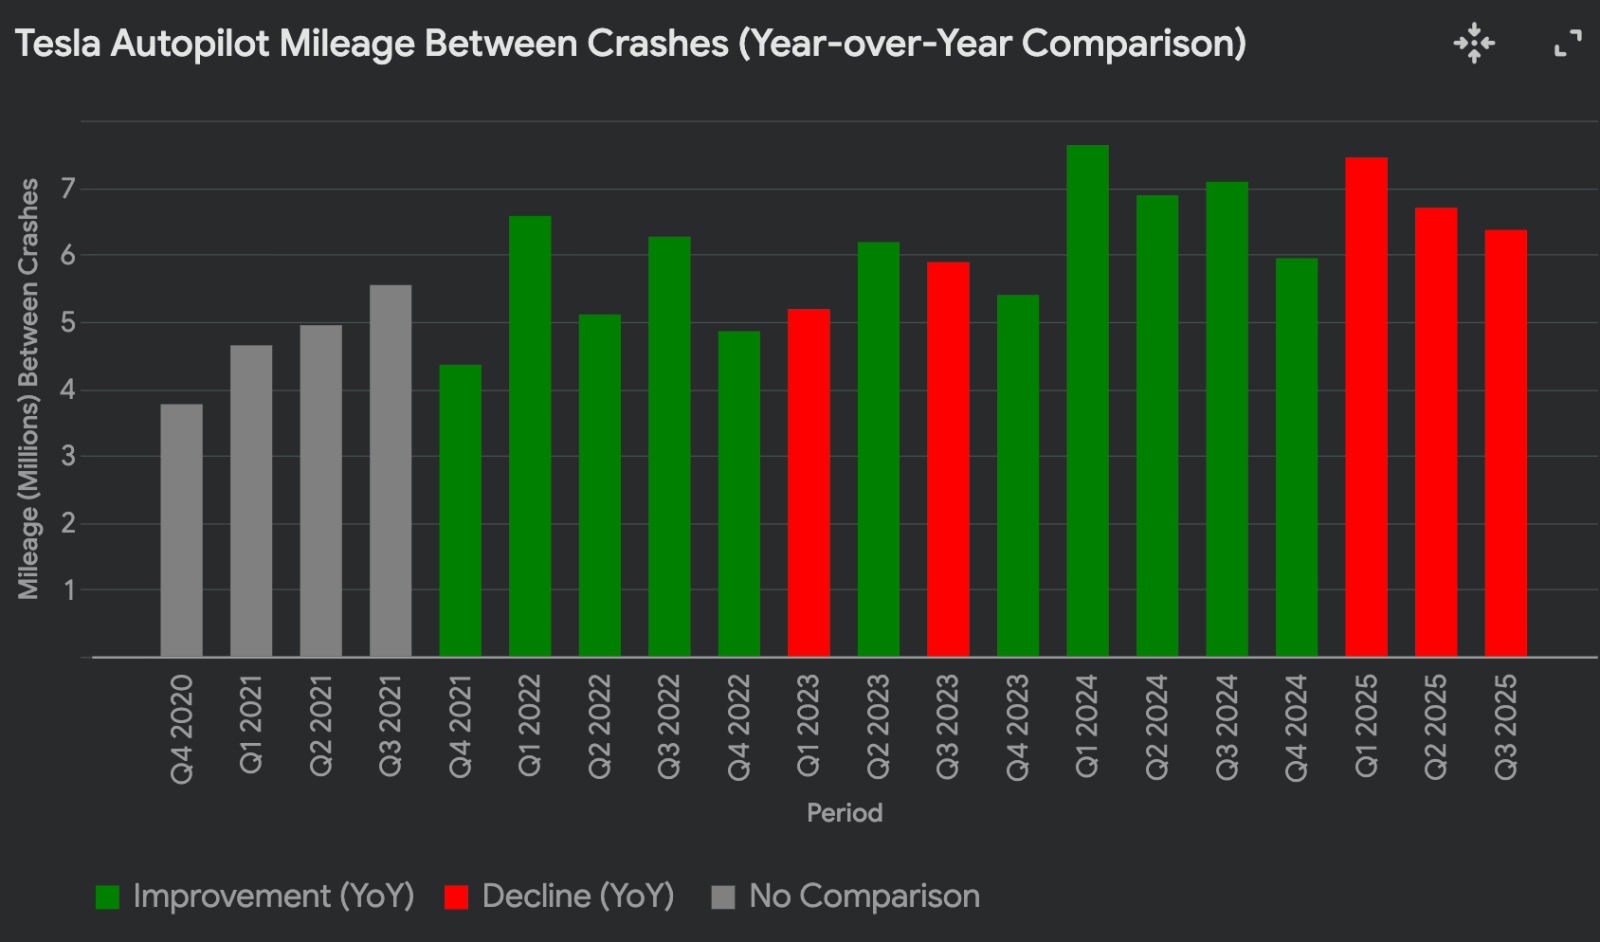 Tesla Autopilot Mileage Between Crashes (Year-over-Year Comparison)
Mileage (Millions) Between Crashes
7
6
5
4
3
2
1
Q4 2020
Q1 2021
Q2 2021
Q3 2021
Q4 2021
Q1 2022
Q2 2022
Q3 2022
Q4 2022
Q1 2023
Q2 2023
Q3 2023
Q4 2023
Q1 2024
Q2 2024
Q3 2024
Q4 2024
Q1 2025
Q2 2025
Q3 2025
Period
Improvement (YoY)
Decline (YoY)
No Comparison